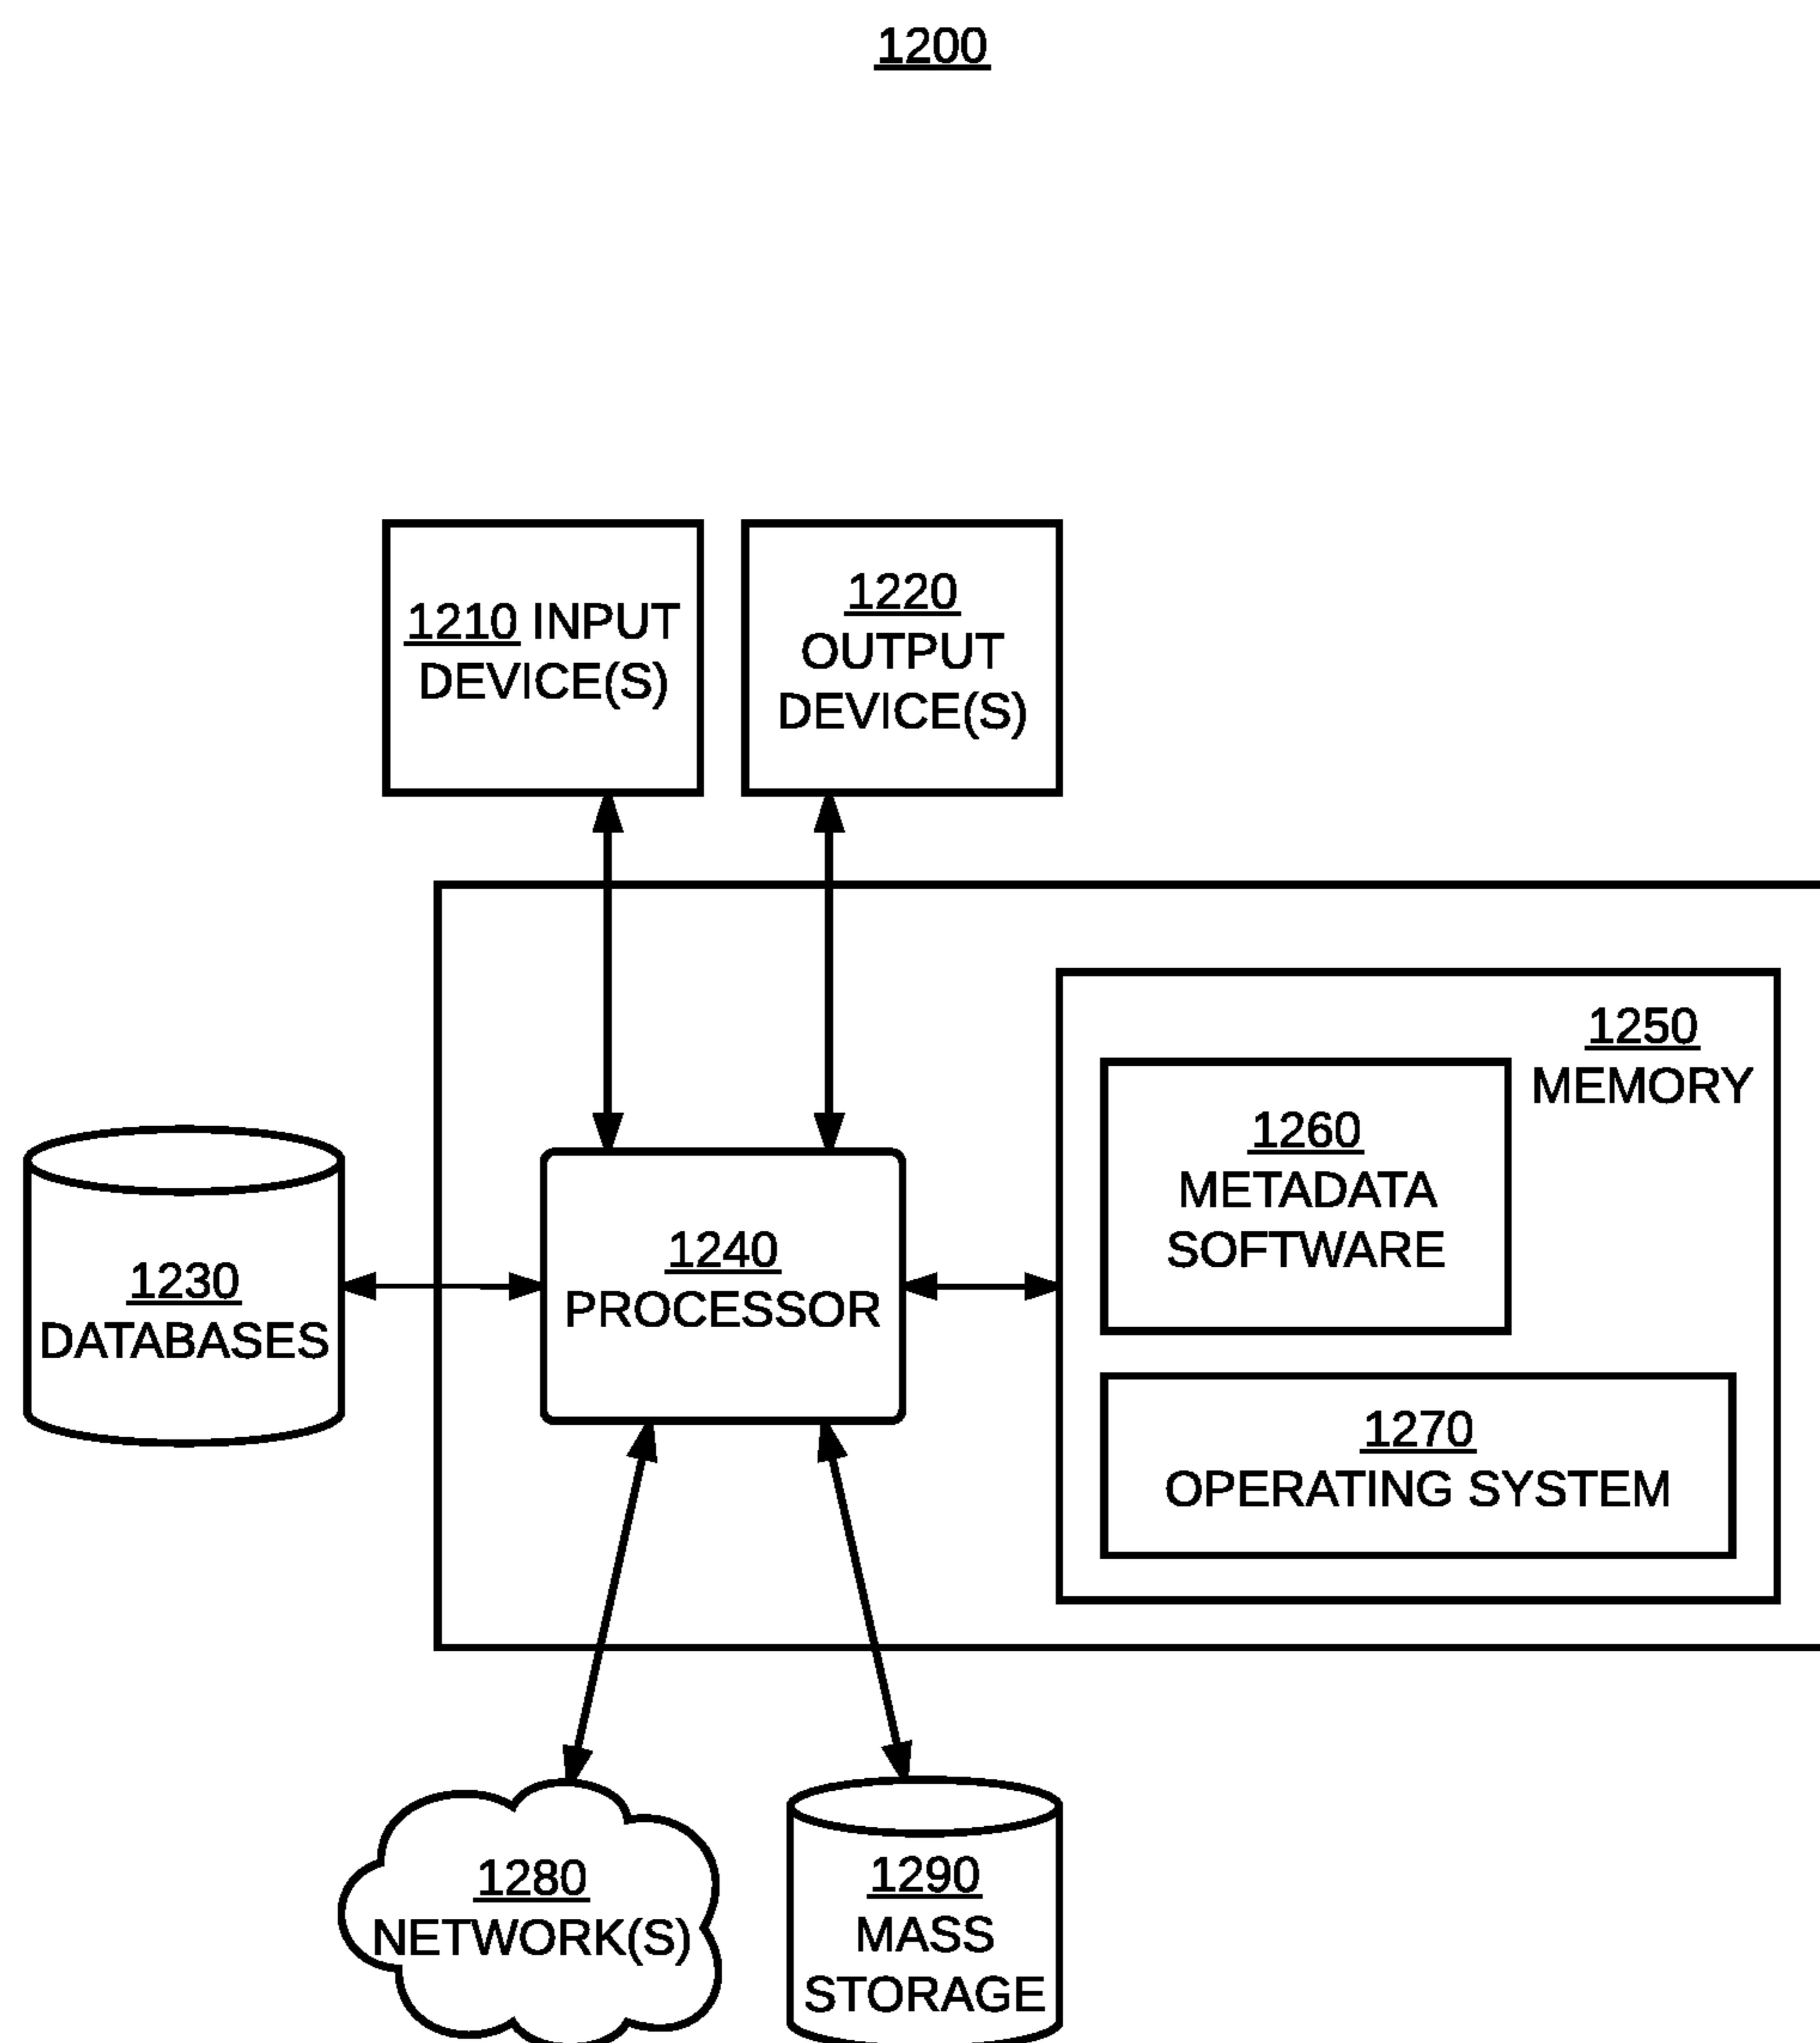 1200
1210 INPUT
DEVICE(S)
1220
OUTPUT
DEVICE(S)
1250
MEMORY
1260
METADATA
SOFTWARE
1240
PROCESSOR
1230
DATABASES
1270
OPERATING SYSTEM
1280
NETWORK(S)
1290
MASS
STORAGE